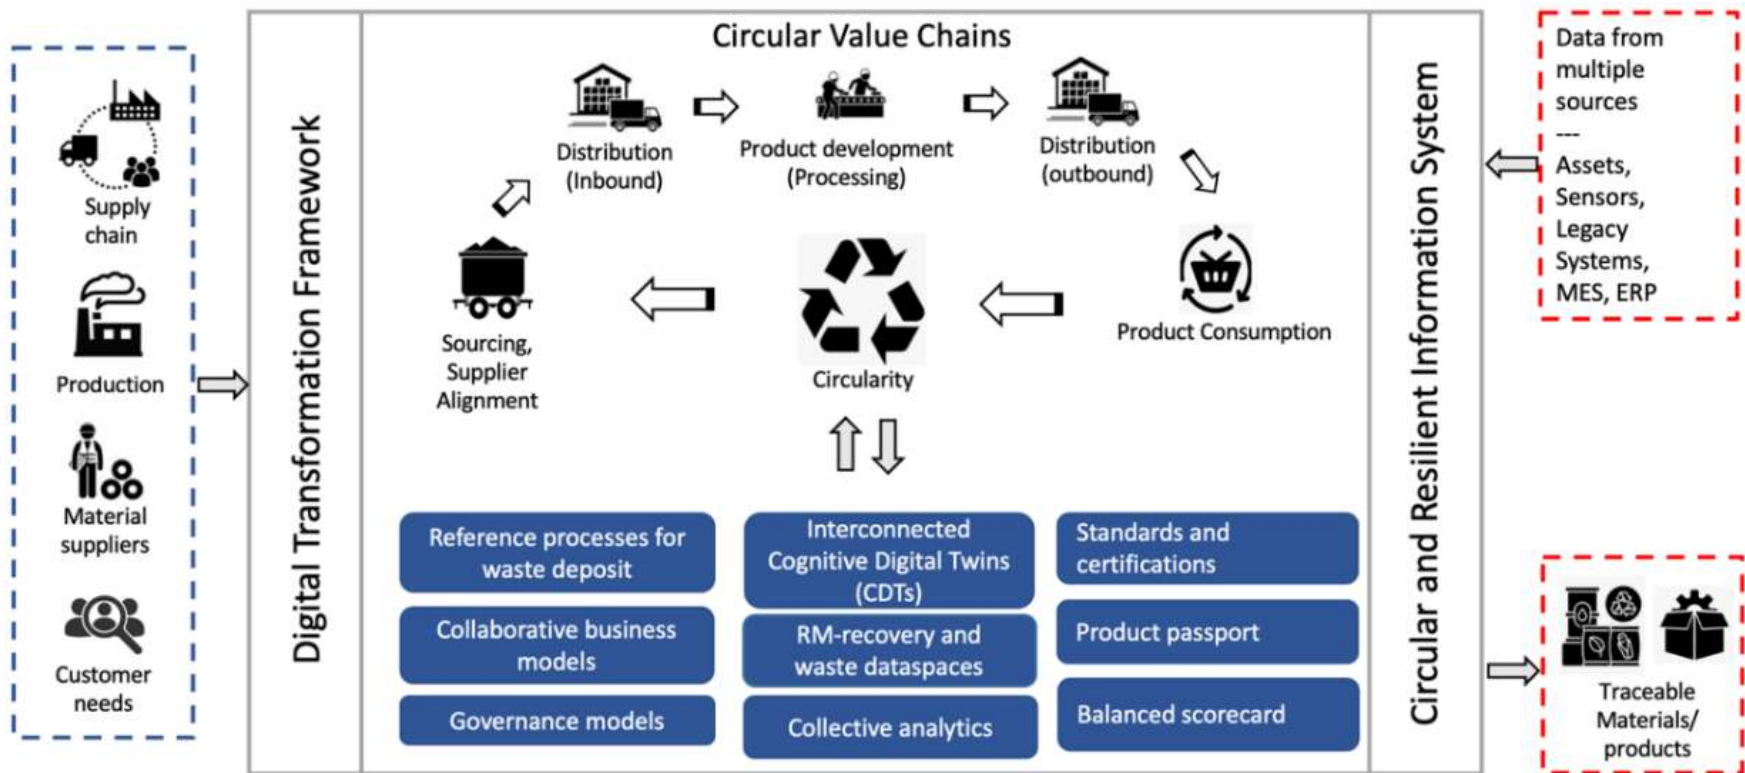 Supply
chain
Production
Material
suppliers
Customer
needs
Digital Transformation Framework
Circular Value Chains
Distribution
(Inbound)
Product development
(Processing)
Distribution
(outbound)
Sourcing,
Supplier
Alignment
Circularity
Product Consumption
Reference processes for
waste deposit
Collaborative business
models
Governance models
Interconnected
Cognitive Digital Twins
(CDTs)
RM-recovery and
waste dataspaces
Collective analytics
Standards and
certifications
Product passport
Balanced scorecard
Circular and Resilient Information System
Data from
multiple
sources
---
Assets,
Sensors,
Legacy
Systems,
MES, ERP
Traceable
Materials/
products